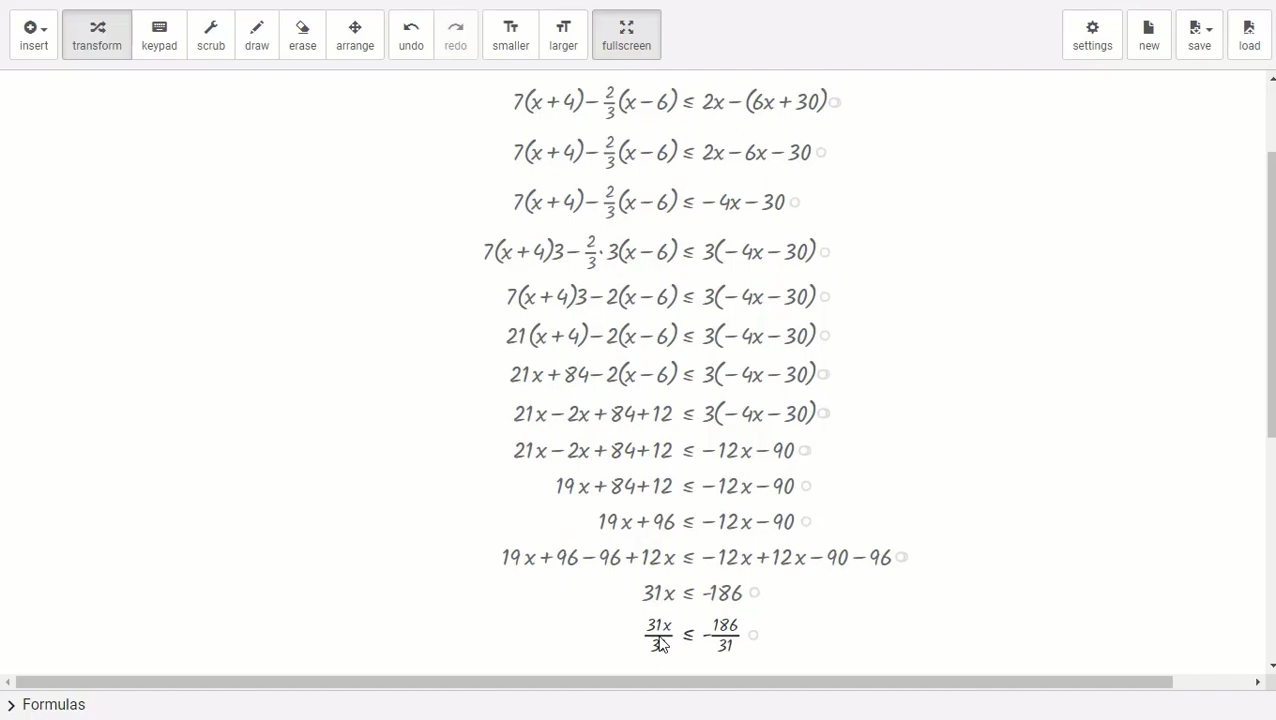 insert transform keypad scrub draw erase arrange undo redo smaller larger fullscreen settings new save load
7(x+4)−2/3(x−6) ≤ 2x−(6x+30)
7(x+4)−2/3(x−6) ≤ 2x−6x−30
7(x+4)−2/3(x−6) ≤ −4x−30
7(x+4)3−2/3·3(x−6) ≤ 3(−4x−30)
7(x+4)3−2(x−6) ≤ 3(−4x−30)
21(x+4)−2(x−6) ≤ 3(−4x−30)
21x+84−2(x−6) ≤ 3(−4x−30)
21x−2x+84+12 ≤ 3(−4x−30)
21x−2x+84+12 ≤ −12x−90
19x+84+12 ≤ −12x−90
19x+96 ≤ −12x−90
19x+96−96+12x ≤ −12x+12x−90−96
31x ≤ -186
31x/31 ≤ -186/31
Formulas